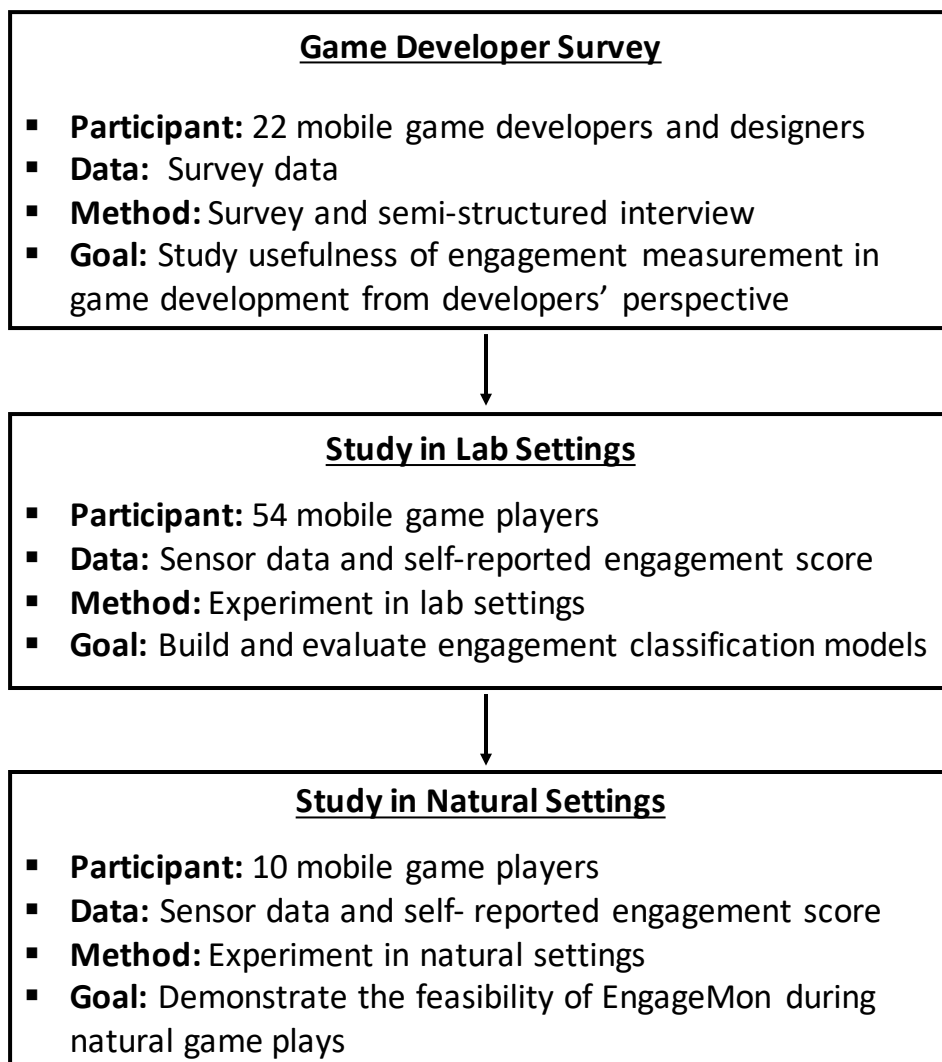 Game Developer Survey
▪ Participant: 22 mobile game developers and designers
▪ Data: Survey data
▪ Method: Survey and semi-structured interview
▪ Goal: Study usefulness of engagement measurement in
game development from developers’ perspective
Study in Lab Settings
▪ Participant: 54 mobile game players
▪ Data: Sensor data and self-reported engagement score
▪ Method: Experiment in lab settings
▪ Goal: Build and evaluate engagement classification models
Study in Natural Settings
▪ Participant: 10 mobile game players
▪ Data: Sensor data and self- reported engagement score
▪ Method: Experiment in natural settings
▪ Goal: Demonstrate the feasibility of EngageMon during
natural game plays